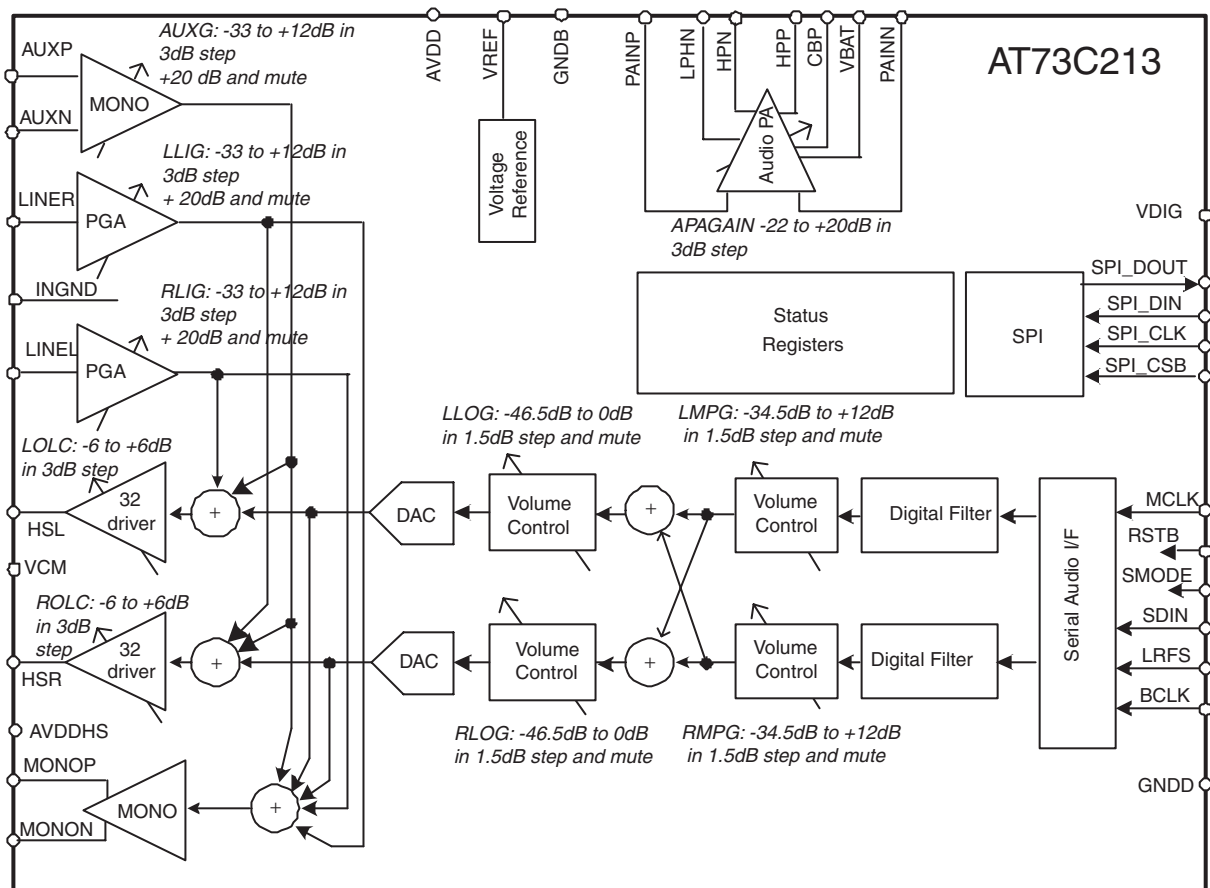 AT73C213
AUXP
AUXN
MONO
AUXG: -33 to +12dB in
3dB step
+20 dB and mute
AVDD
VREF
GNDB
PAINP
LPHN
HPN
HPP
CBP
VBAT
PAINN
Voltage
Reference
Audio PA
APAGAIN -22 to +20dB in
3dB step
LINER
PGA
LLIG: -33 to +12dB in
3dB step
+ 20dB and mute
INGND
LINEL
PGA
RLIG: -33 to +12dB in
3dB step
+ 20dB and mute
VDIG
SPI_DOUT
SPI_DIN
SPI_CLK
SPI_CSB
Status
Registers
SPI
LOLC: -6 to +6dB
in 3dB step
32
driver
HSL
+
DAC
LLOG: -46.5dB to 0dB
in 1.5dB step and mute
Volume
Control
+
LMPG: -34.5dB to +12dB
in 1.5dB step and mute
Volume
Control
Digital Filter
Serial Audio I/F
MCLK
RSTB
SMODE
SDIN
LRFS
BCLK
VCM
ROLC: -6 to +6dB
in 3dB
step
32
driver
HSR
+
DAC
Volume
Control
RLOG: -46.5dB to 0dB
in 1.5dB step and mute
+
Volume
Control
RMPG: -34.5dB to +12dB
in 1.5dB step and mute
Digital Filter
AVDDHS
MONOP
MONON
MONO
+
GNDD